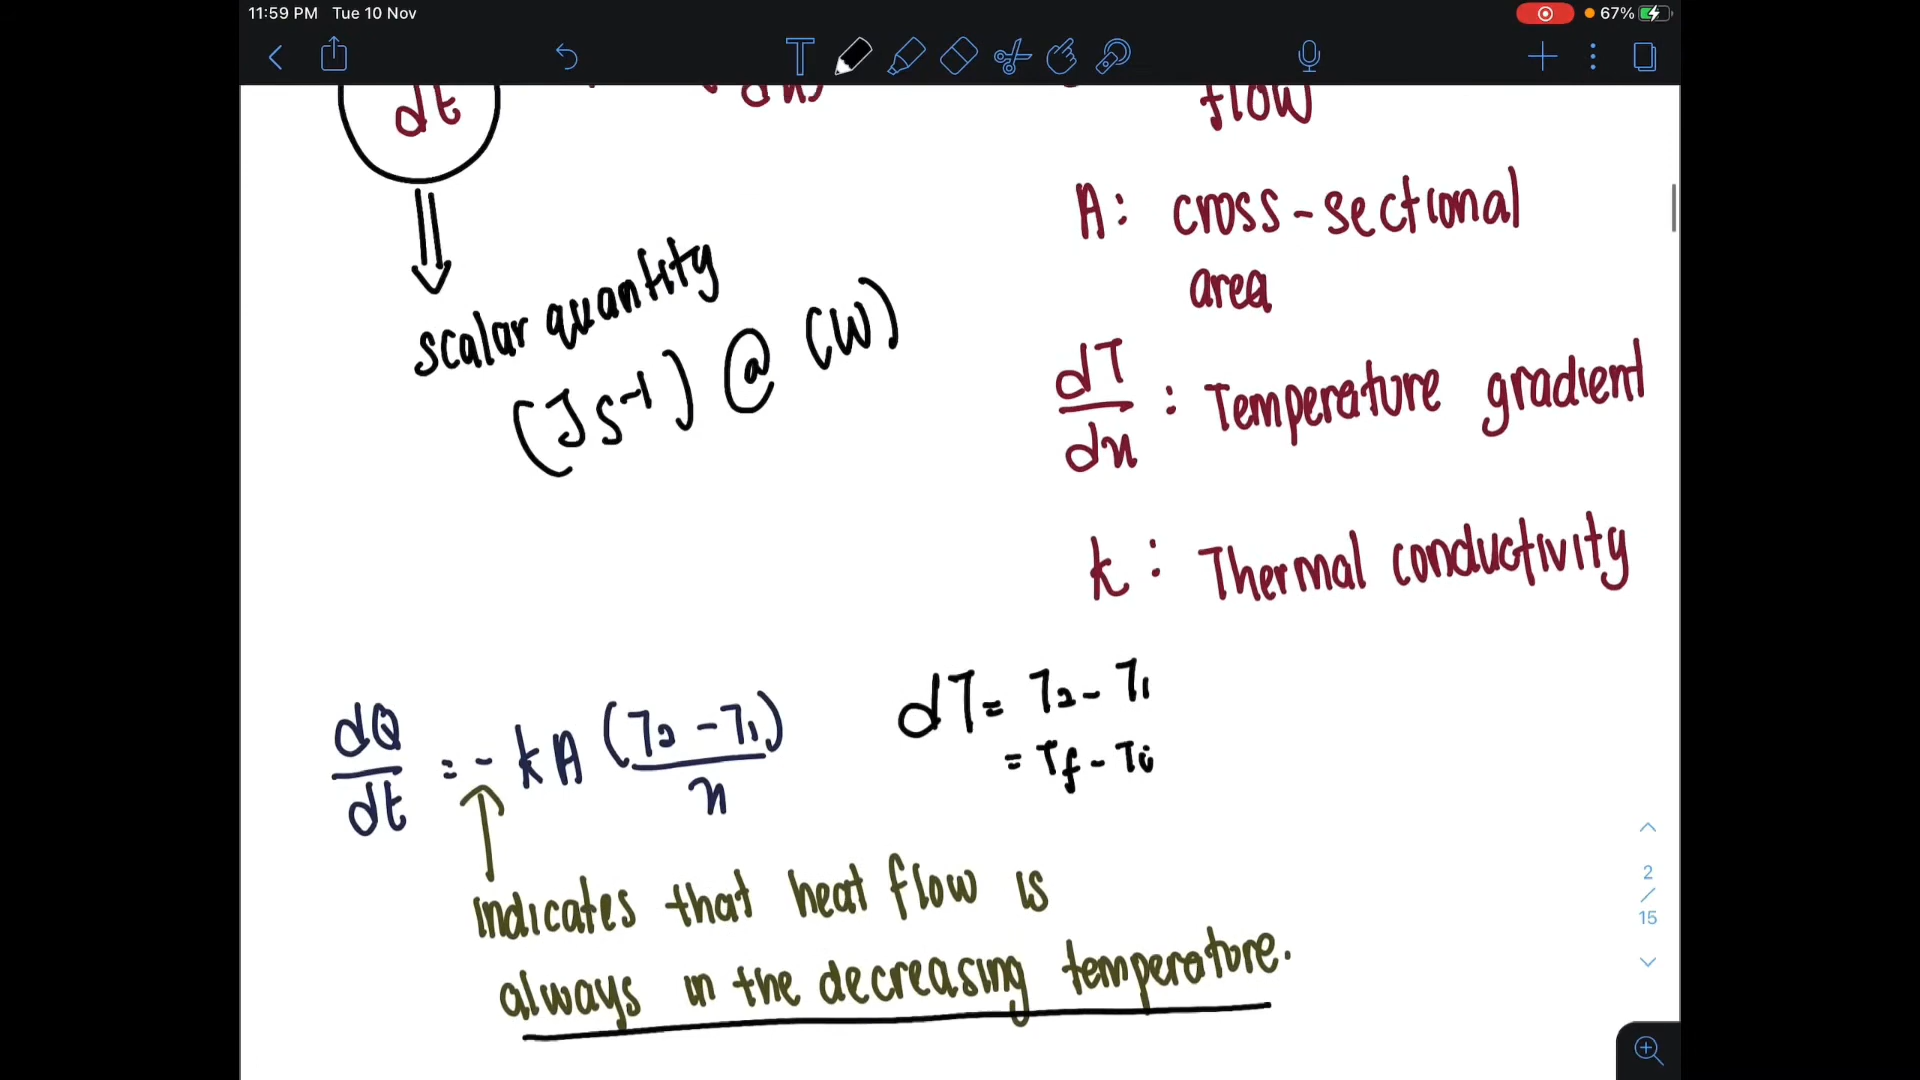 11:59 PM Tue 10 Nov
67%
dt
flow
A: cross-sectional
area
scalar quantity
(Js⁻¹) @ (W)
dT
dx
: Temperature gradient
k: Thermal conductivity
dQ
dt
= - kA (T₂ - T₁)
x
dT = T₂ - T₁
= Tf - Ti
indicates that heat flow is
always in the decreasing temperature.
2
/
15